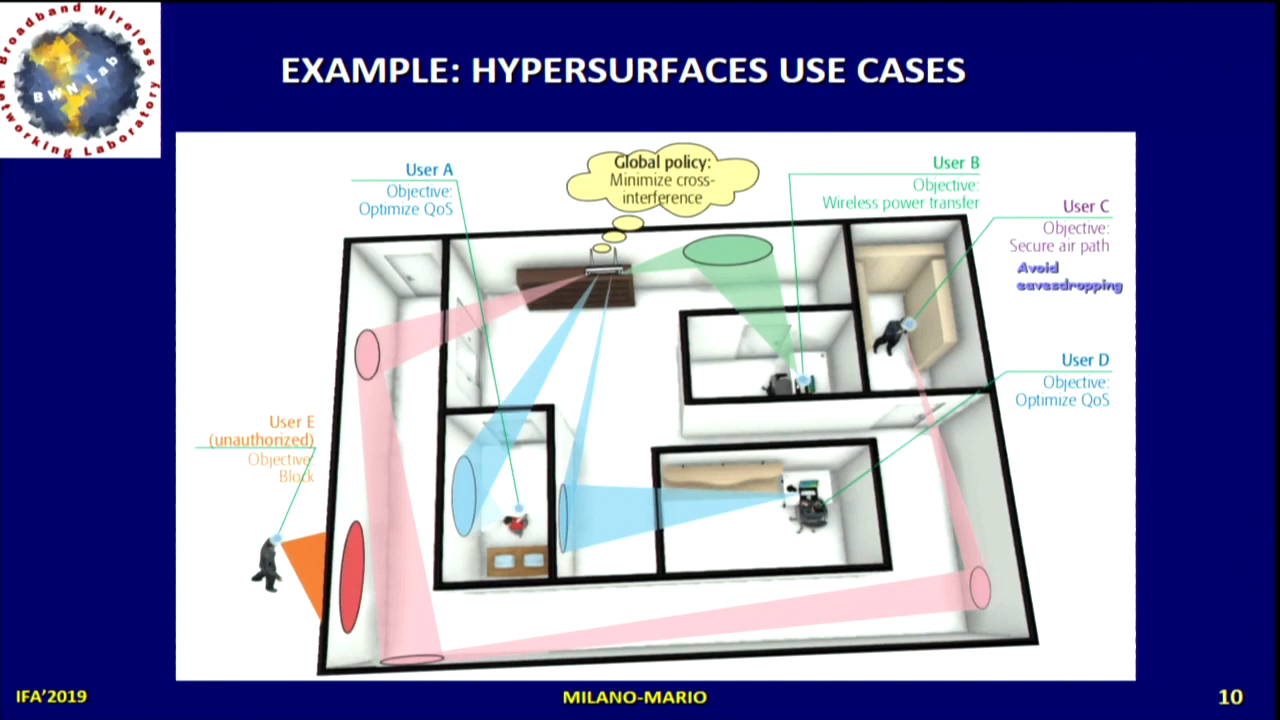 Broadband Wireless
Networking Laboratory
BWN Lab
EXAMPLE: HYPERSURFACES USE CASES
User A
Objective:
Optimize QoS
Global policy:
Minimize cross-
interference
User B
Objective:
Wireless power transfer
User C
Objective:
Secure air path
Avoid
eavesdropping
User D
Objective:
Optimize QoS
User E
(unauthorized)
Objective:
Block
IFA'2019
MILANO-MARIO
10